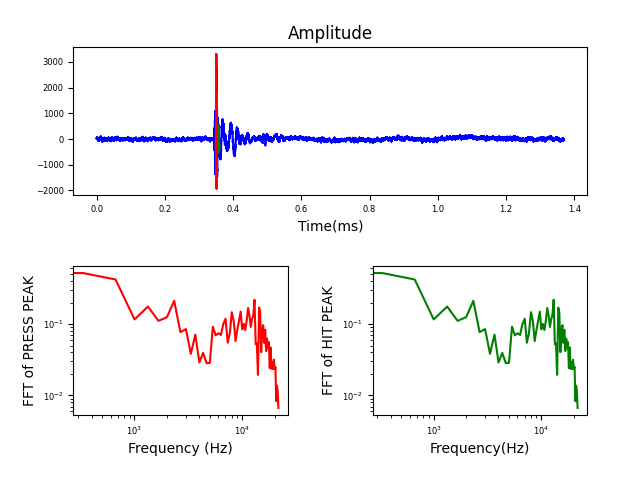 Amplitude
3000
2000
1000
0
−1000
−2000
0.0 0.2 0.4 0.6 0.8 1.0 1.2 1.4
Time(ms)
FFT of PRESS PEAK
10⁻¹
10⁻²
10³ 10⁴
Frequency (Hz)
FFT of HIT PEAK
10⁻¹
10⁻²
10³ 10⁴
Frequency(Hz)